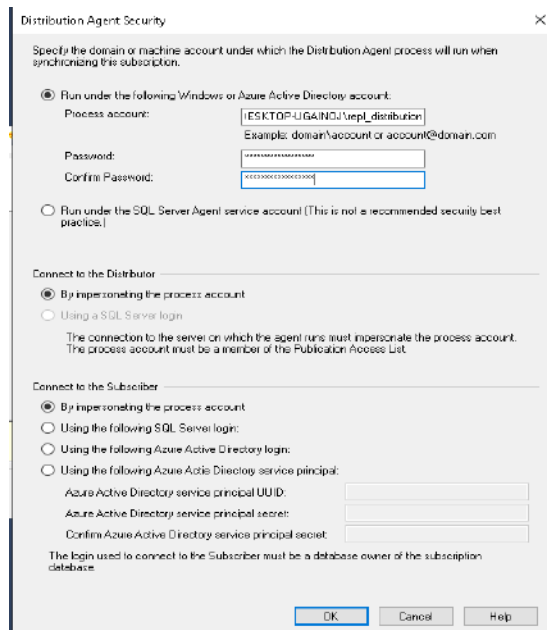 Distribution Agent Security
Specify the domain or machine account under which the Distribution Agent process will run when
synchronizing this subscription.
Run under the following Windows or Azure Active Directory account:
Process account:
ESKTOP-UGAINOJ\repl_distribution
Example: domain\account or account@domain.com
Password:
Confirm Password:
Run under the SQL Server Agent service account (This is not a recommended security best
practice.)
Connect to the Distributor
By impersonating the process account
Using a SQL Server login
The connection to the server on which the agent runs must impersonate the process account.
The process account must be a member of the Publication Access List.
Connect to the Subscriber
By impersonating the process account
Using the following SQL Server login:
Using the following Azure Active Directory login:
Using the following Azure Actie Directory service principal:
Azure Active Directory service principal UUID:
Azure Active Directory service principal secret:
Confirm Azure Active Directory service principal secret:
The login used to connect to the Subscriber must be a database owner of the subscription
database.
OK
Cancel
Help